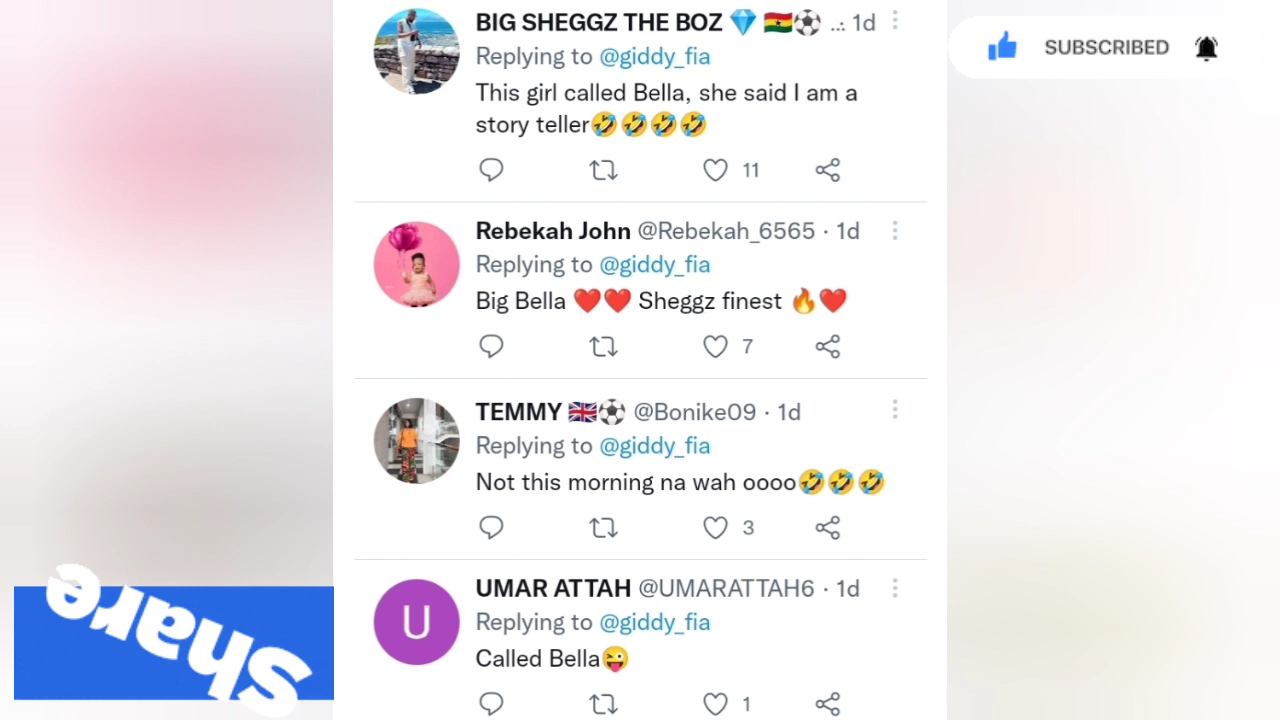 BIG SHEGGZ THE BOZ 💎 🇬🇭⚽ ..: 1d
SUBSCRIBED
Replying to @giddy_fia
This girl called Bella, she said I am a
story teller🤣🤣🤣🤣
11
Rebekah John @Rebekah_6565 · 1d
Replying to @giddy_fia
Big Bella ❤️❤️ Sheggz finest 🔥❤️
7
TEMMY 🇬🇧⚽ @Bonike09 · 1d
Replying to @giddy_fia
Not this morning na wah oooo🤣🤣🤣
3
Share
U
UMAR ATTAH @UMARATTAH6 · 1d
Replying to @giddy_fia
Called Bella😜
1